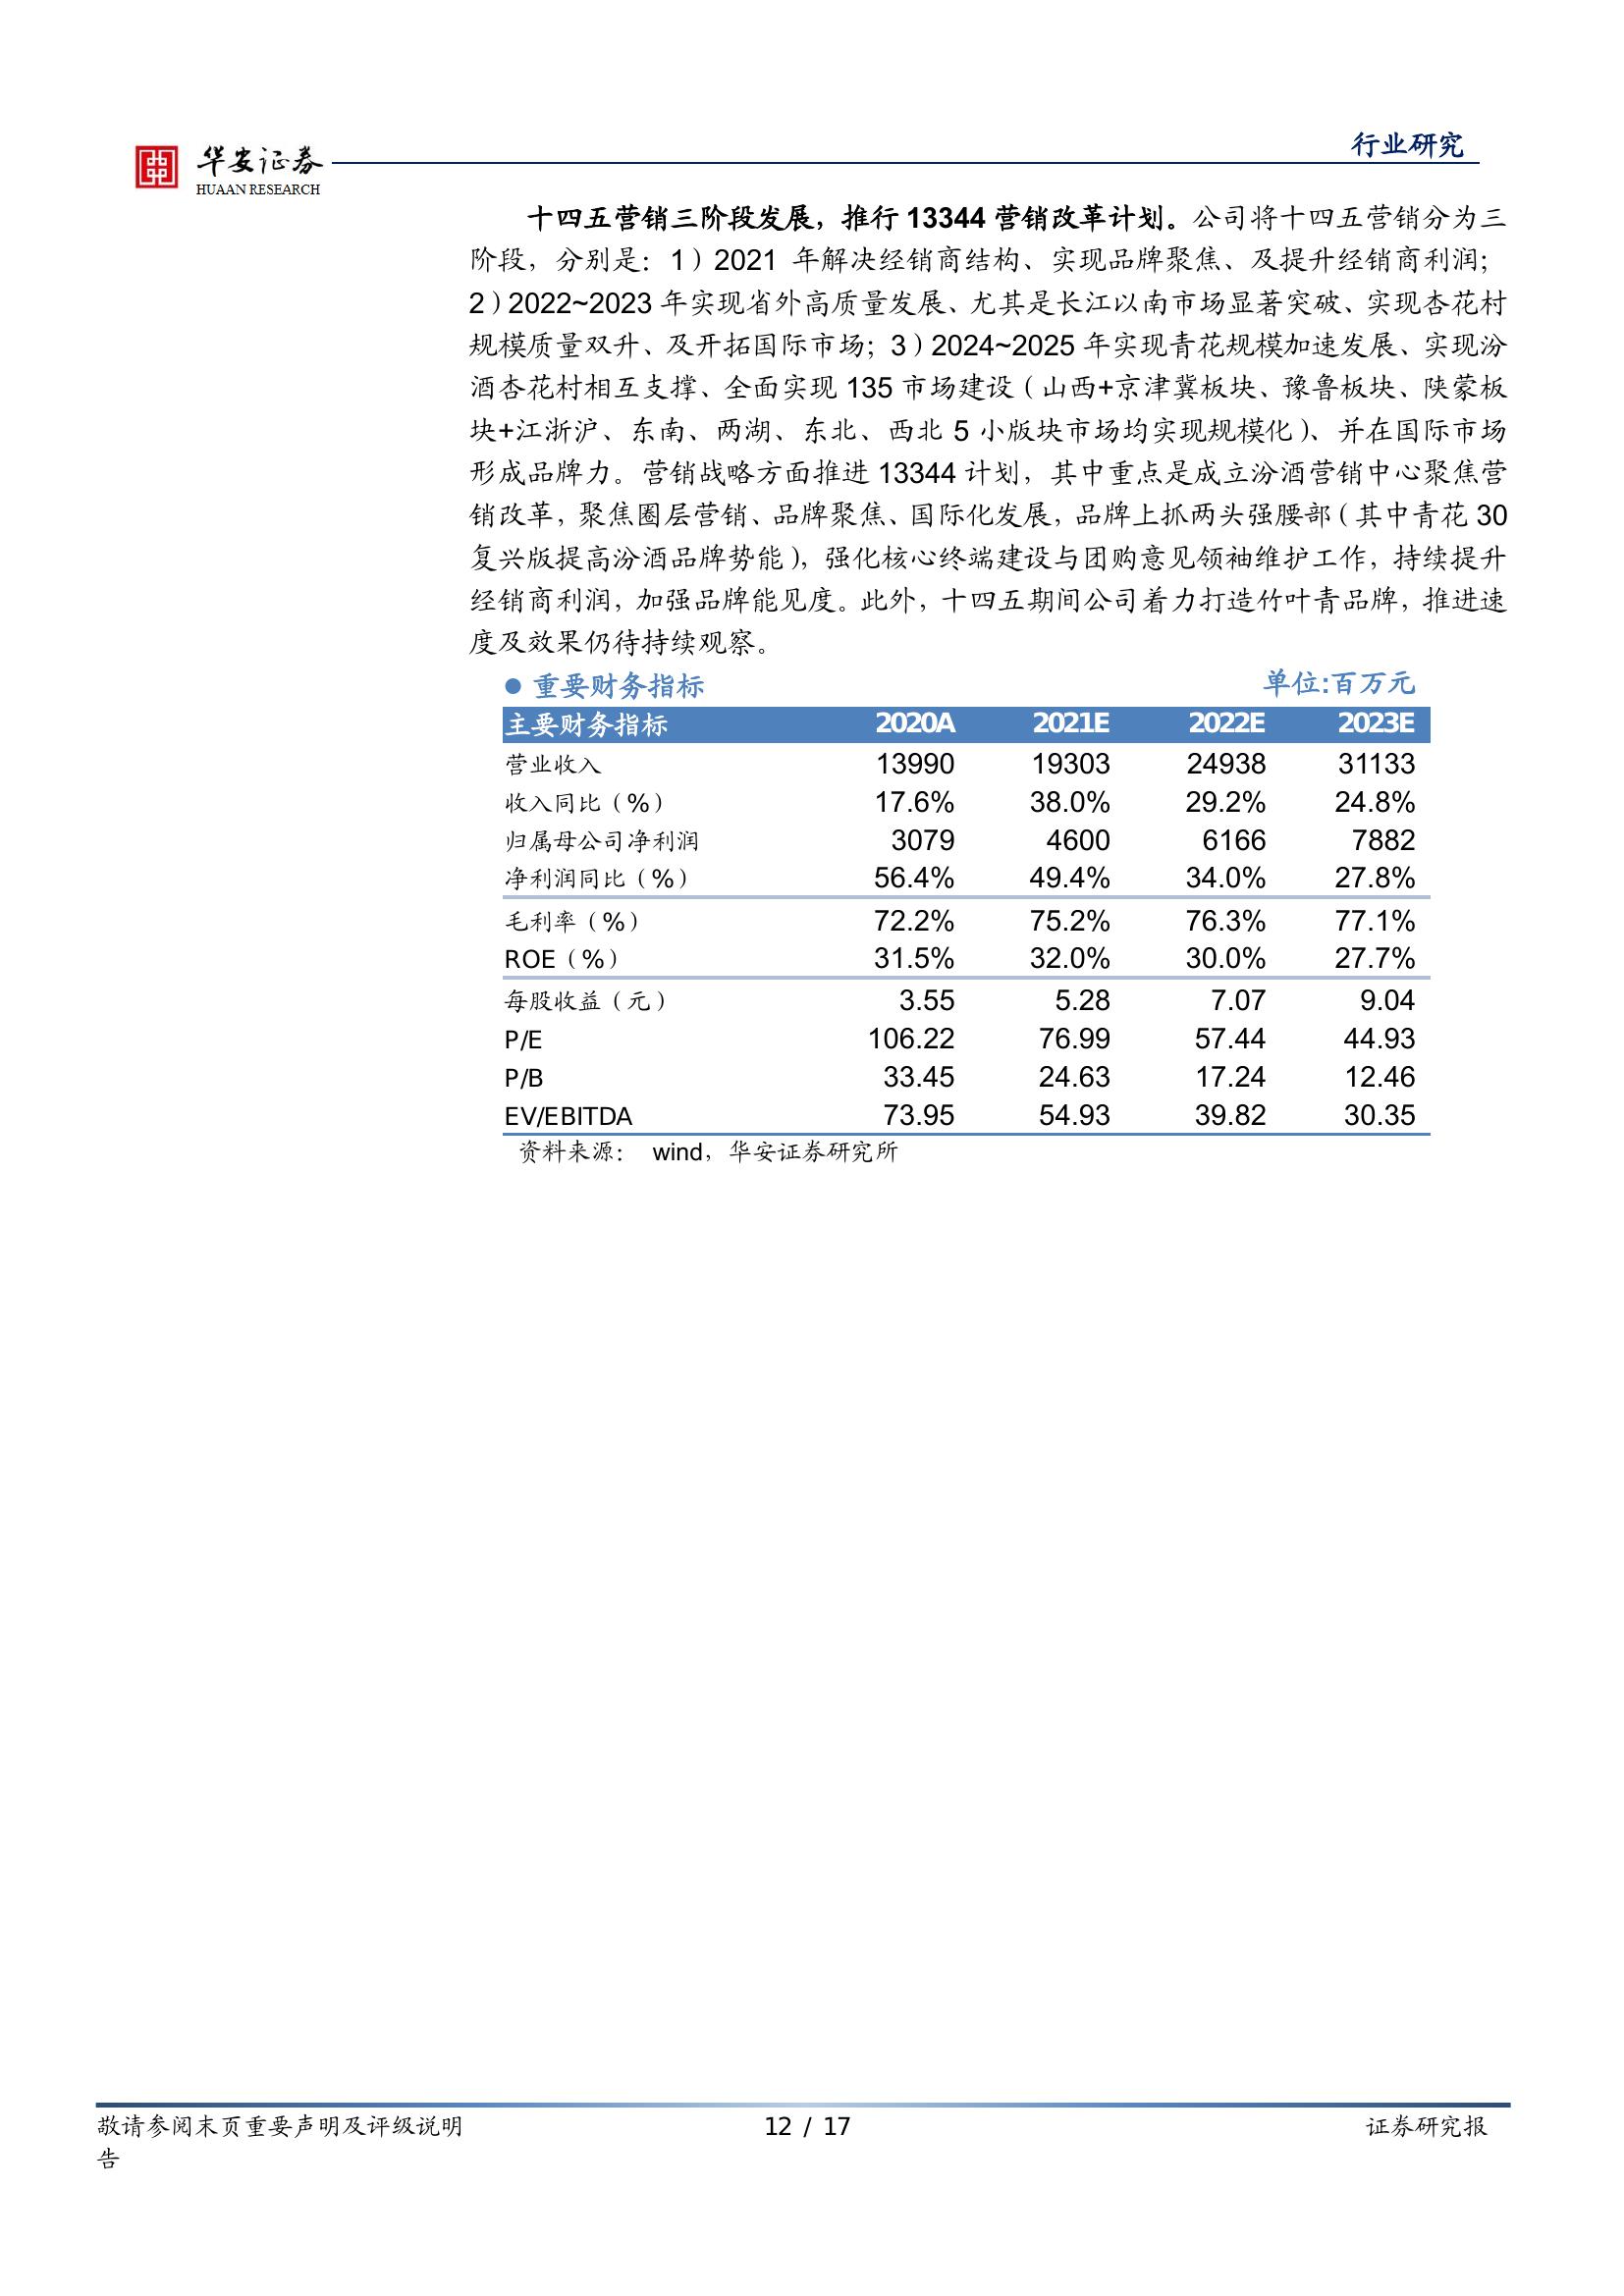 华安证券
HUAAN RESEARCH
行业研究
十四五营销三阶段发展，推行 13344 营销改革计划。公司将十四五营销分为三
阶段，分别是：1）2021 年解决经销商结构、实现品牌聚焦、及提升经销商利润；
2）2022~2023 年实现省外高质量发展、尤其是长江以南市场显著突破、实现杏花村
规模质量双升、及开拓国际市场；3）2024~2025 年实现青花规模加速发展、实现汾
酒杏花村相互支撑、全面实现 135 市场建设（山西+京津冀板块、豫鲁板块、陕蒙板
块+江浙沪、东南、两湖、东北、西北 5 小版块市场均实现规模化）、并在国际市场
形成品牌力。营销战略方面推进 13344 计划，其中重点是成立汾酒营销中心聚焦营
销改革，聚焦圈层营销、品牌聚焦、国际化发展，品牌上抓两头强腰部（其中青花 30
复兴版提高汾酒品牌势能），强化核心终端建设与团购意见领袖维护工作，持续提升
经销商利润，加强品牌能见度。此外，十四五期间公司着力打造竹叶青品牌，推进速
度及效果仍待持续观察。
● 重要财务指标 单位:百万元
主要财务指标 2020A 2021E 2022E 2023E
营业收入 13990 19303 24938 31133
收入同比（%） 17.6% 38.0% 29.2% 24.8%
归属母公司净利润 3079 4600 6166 7882
净利润同比（%） 56.4% 49.4% 34.0% 27.8%
毛利率（%） 72.2% 75.2% 76.3% 77.1%
ROE（%） 31.5% 32.0% 30.0% 27.7%
每股收益（元） 3.55 5.28 7.07 9.04
P/E 106.22 76.99 57.44 44.93
P/B 33.45 24.63 17.24 12.46
EV/EBITDA 73.95 54.93 39.82 30.35
资料来源： wind，华安证券研究所
敬请参阅末页重要声明及评级说明 12 / 17 证券研究报
告